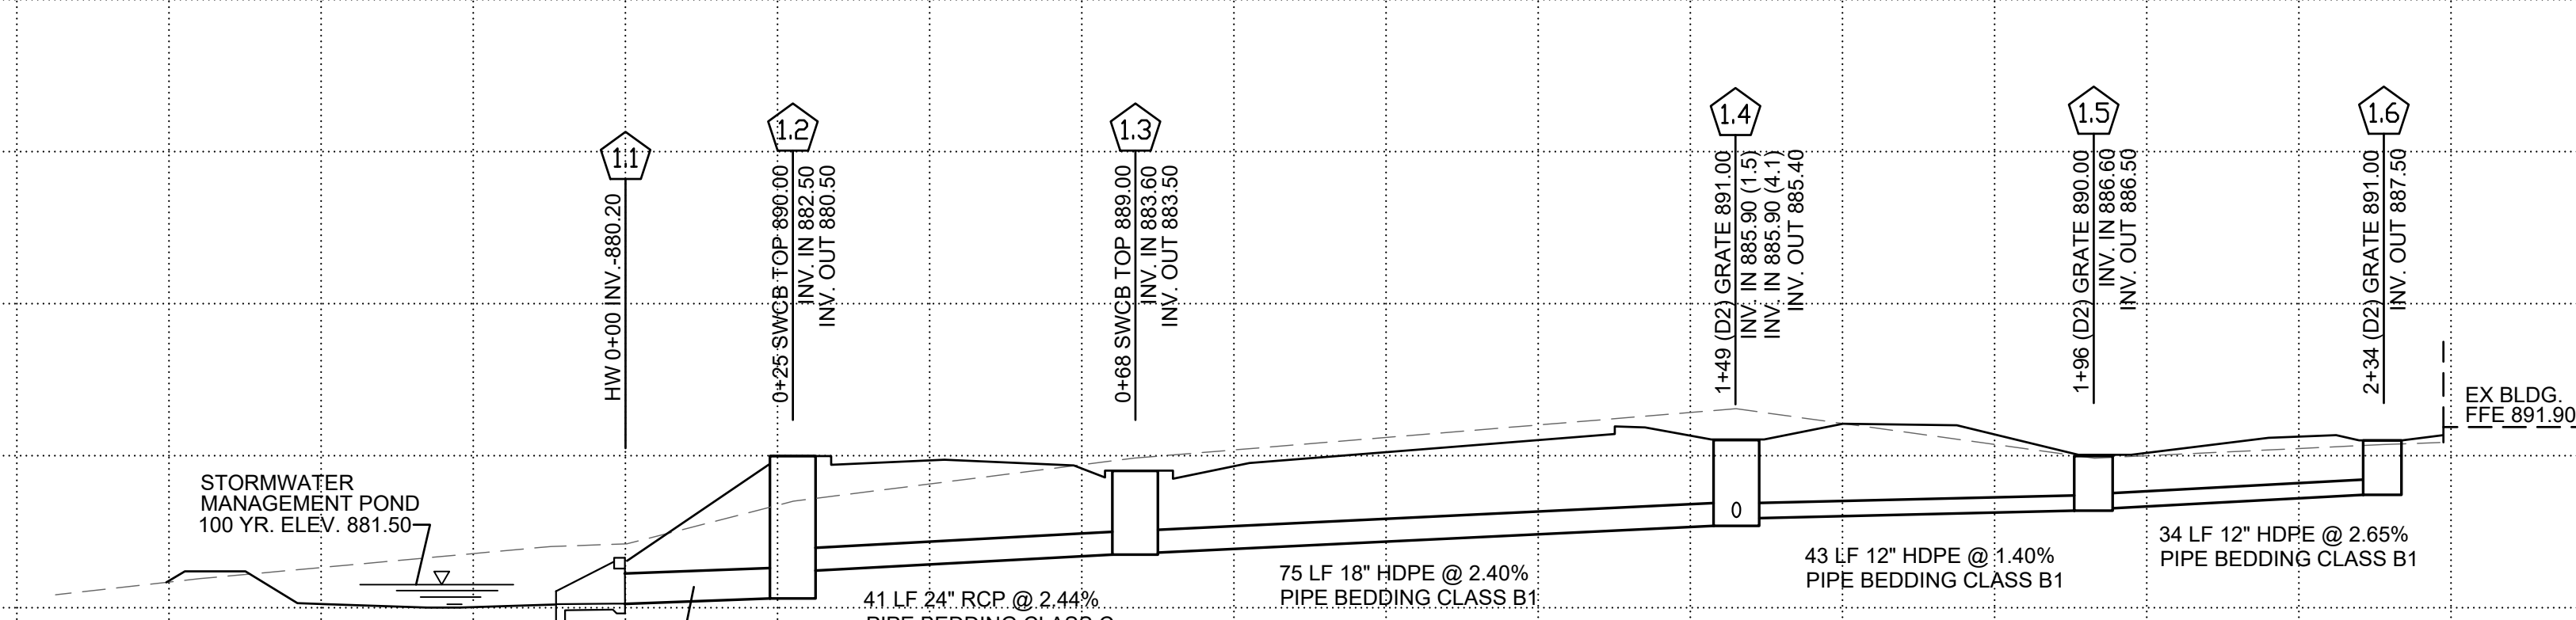 1.1
HW 0+00 INV.-880.20
1.2
0+25 SWCB TOP 890.00
INV. IN 882.50
INV. OUT 880.50
1.3
0+68 SWCB TOP 889.00
INV. IN 883.60
INV. OUT 883.50
1.4
1+49 (D2) GRATE 891.00
INV. IN 885.90 (1.5)
INV. IN 885.90 (4.1)
INV. OUT 885.40
1.5
1+96 (D2) GRATE 890.00
INV. IN 886.60
INV. OUT 886.50
1.6
2+34 (D2) GRATE 891.00
INV. OUT 887.50
EX BLDG.
FFE 891.90
STORMWATER
MANAGEMENT POND
100 YR. ELEV. 881.50
0
41 LF 24" RCP @ 2.44%
PIPE BEDDING CLASS C
75 LF 18" HDPE @ 2.40%
PIPE BEDDING CLASS B1
43 LF 12" HDPE @ 1.40%
PIPE BEDDING CLASS B1
34 LF 12" HDPE @ 2.65%
PIPE BEDDING CLASS B1